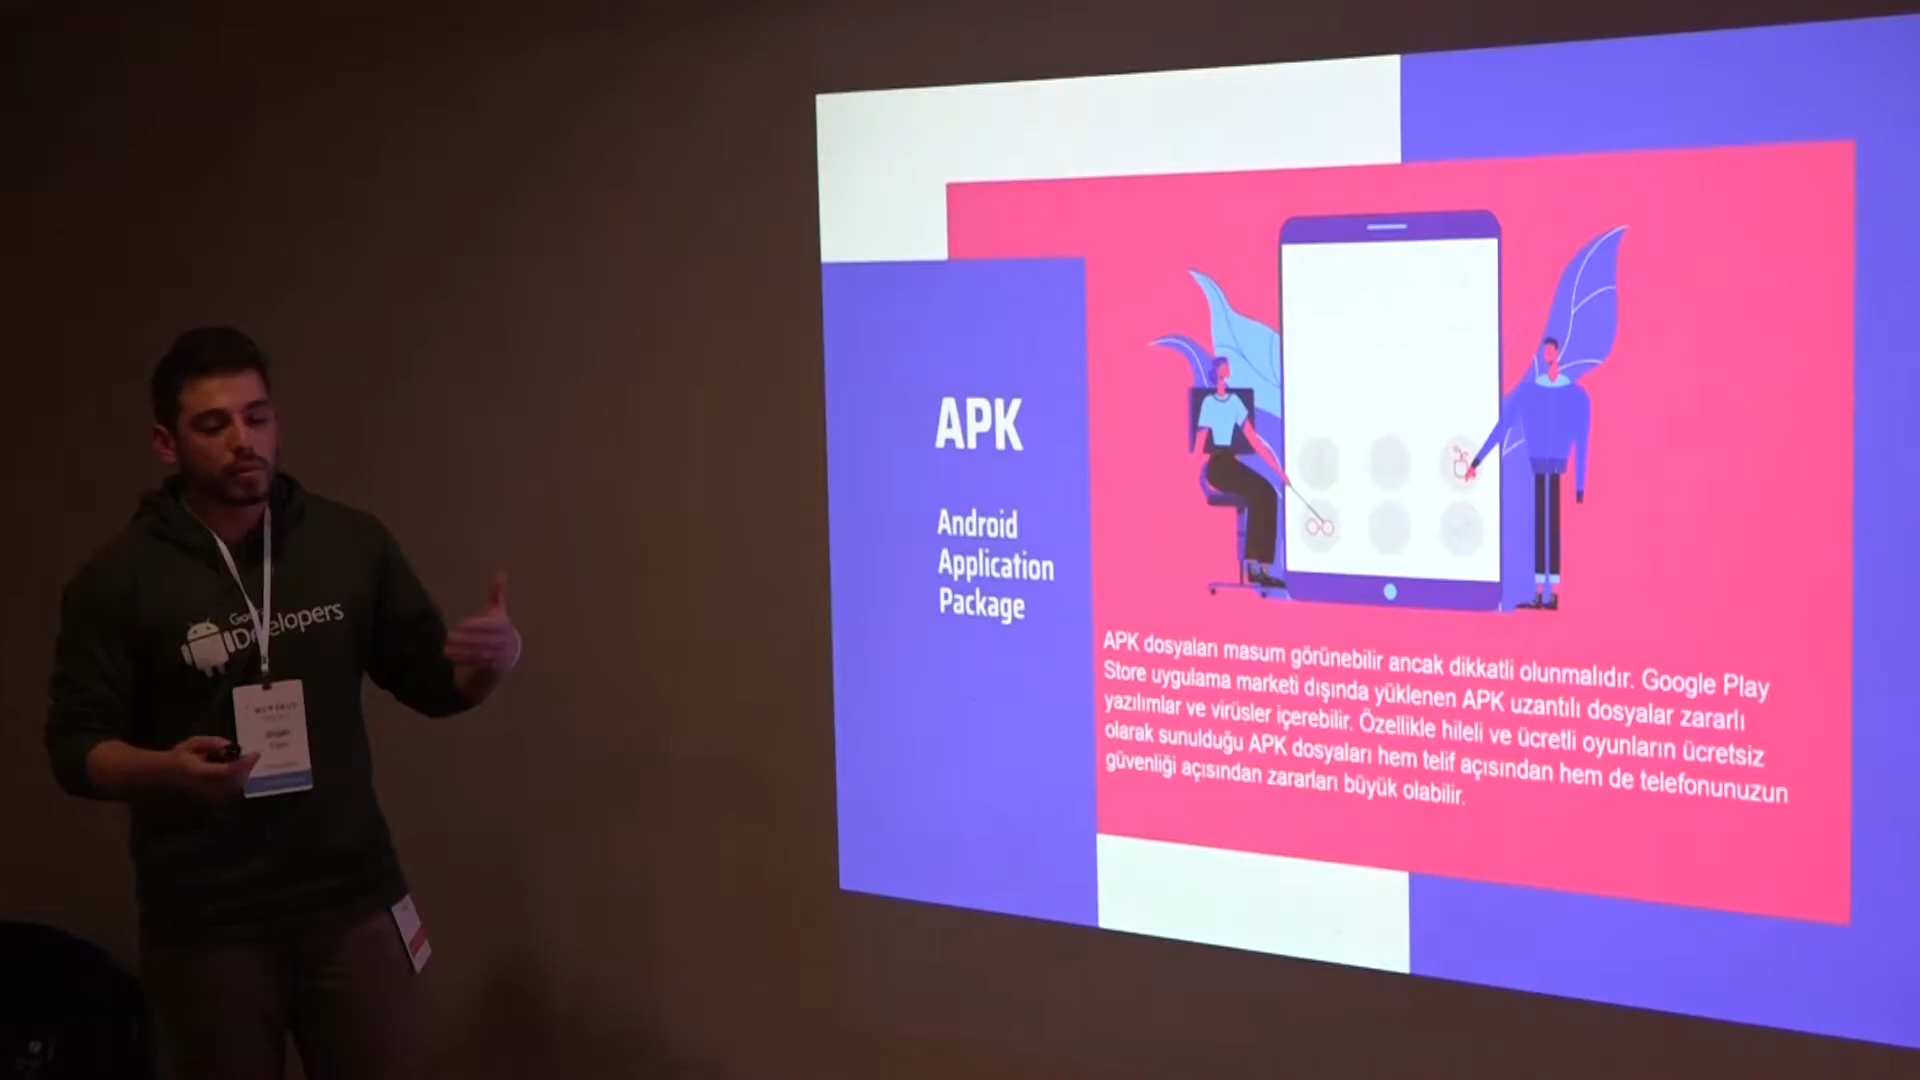 APK
Android
Application
Package
APK dosyaları masum görünebilir ancak dikkatli olunmalıdır. Google Play
Store uygulama marketi dışında yüklenen APK uzantılı dosyalar zararlı
yazılımlar ve virüsler içerebilir. Özellikle hileli ve ücretli oyunların ücretsiz
olarak sunulduğu APK dosyaları hem telif açısından hem de telefonunuzun
güvenliği açısından zararları büyük olabilir.